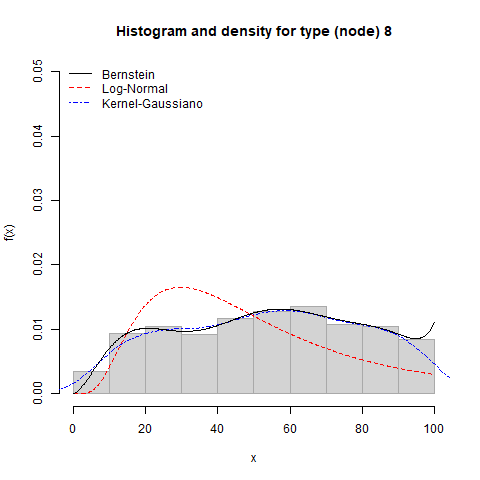 Histogram and density for type (node) 8
Bernstein
Log-Normal
Kernel-Gaussiano
f(x)
0.05
0.04
0.03
0.02
0.01
0.00
0 20 40 60 80 100
x